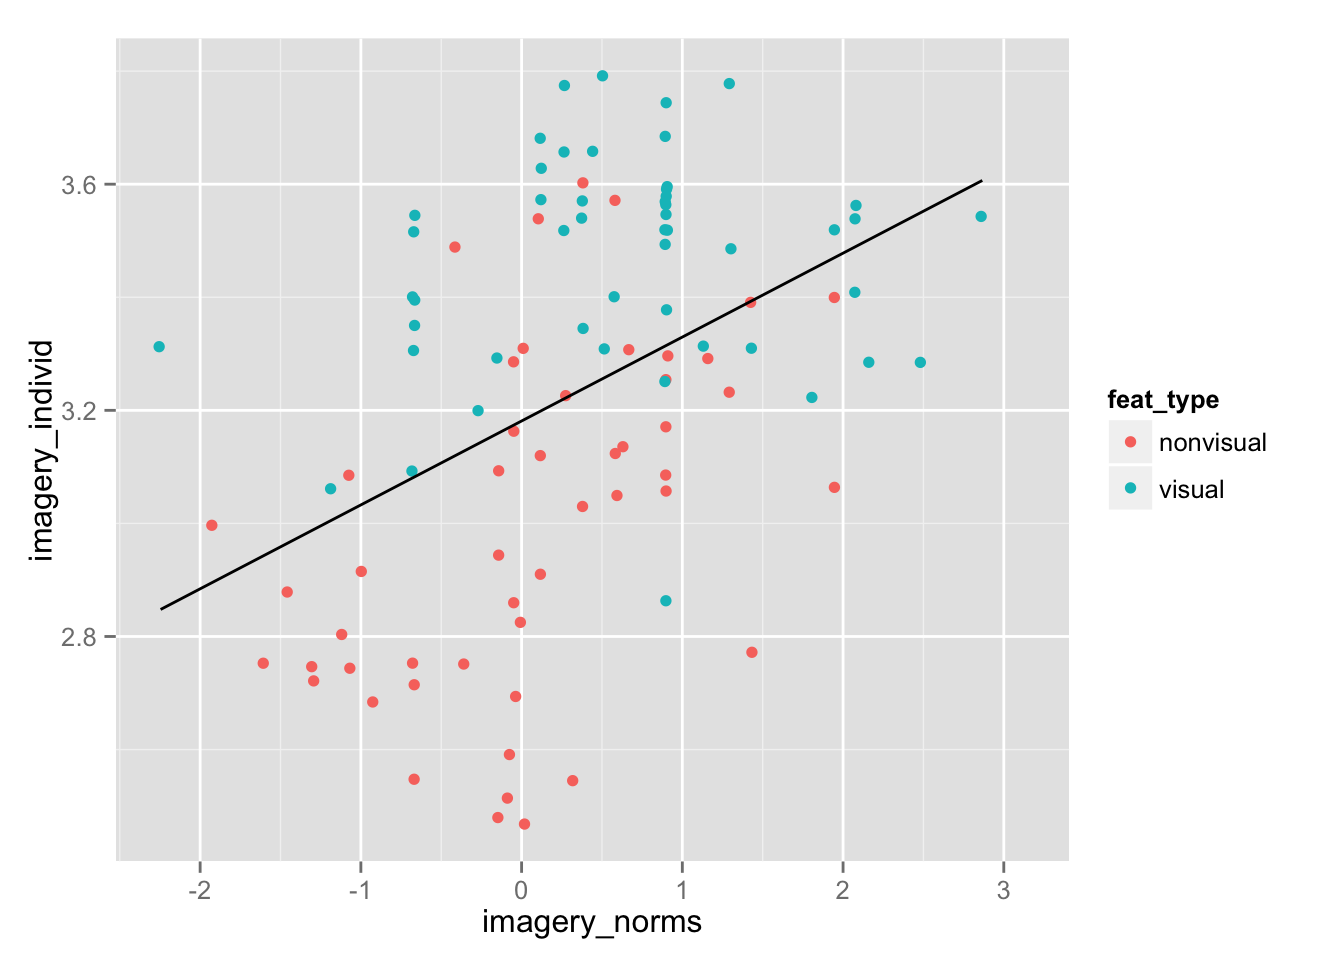 imagery_individ
3.6
3.2
2.8
-2
-1
0
1
2
3
imagery_norms
feat_type
nonvisual
visual